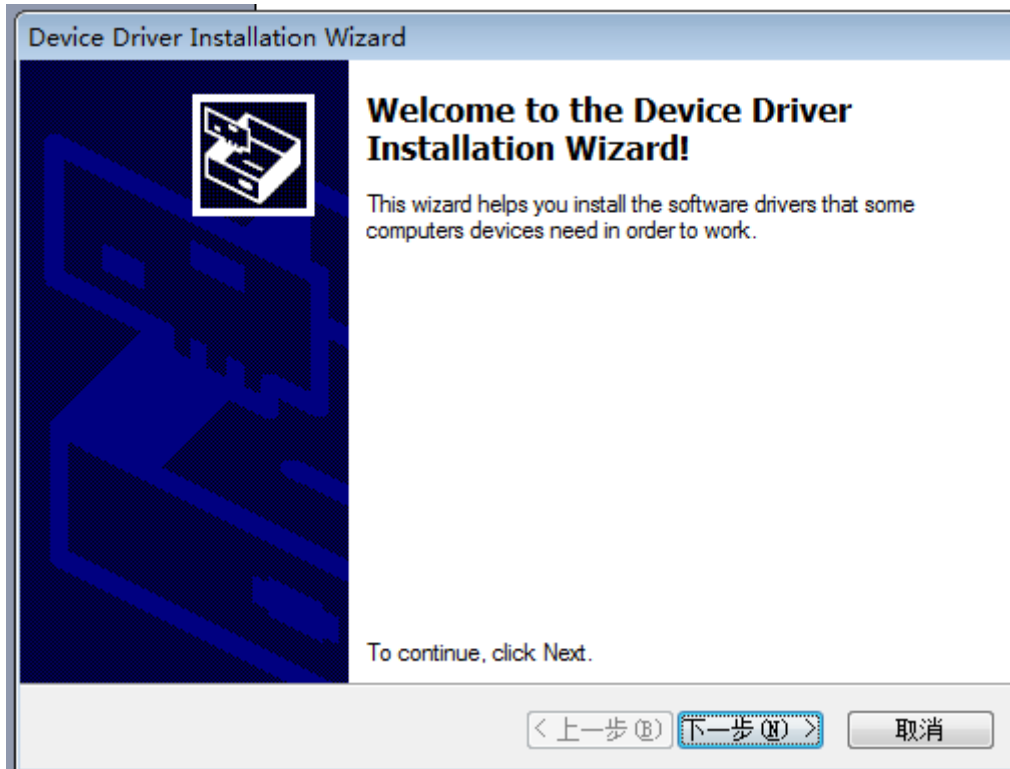 Device Driver Installation Wizard
Welcome to the Device Driver
Installation Wizard!
This wizard helps you install the software drivers that some
computers devices need in order to work.
To continue, click Next.
< 上一步(B) 下一步(N) > 取消